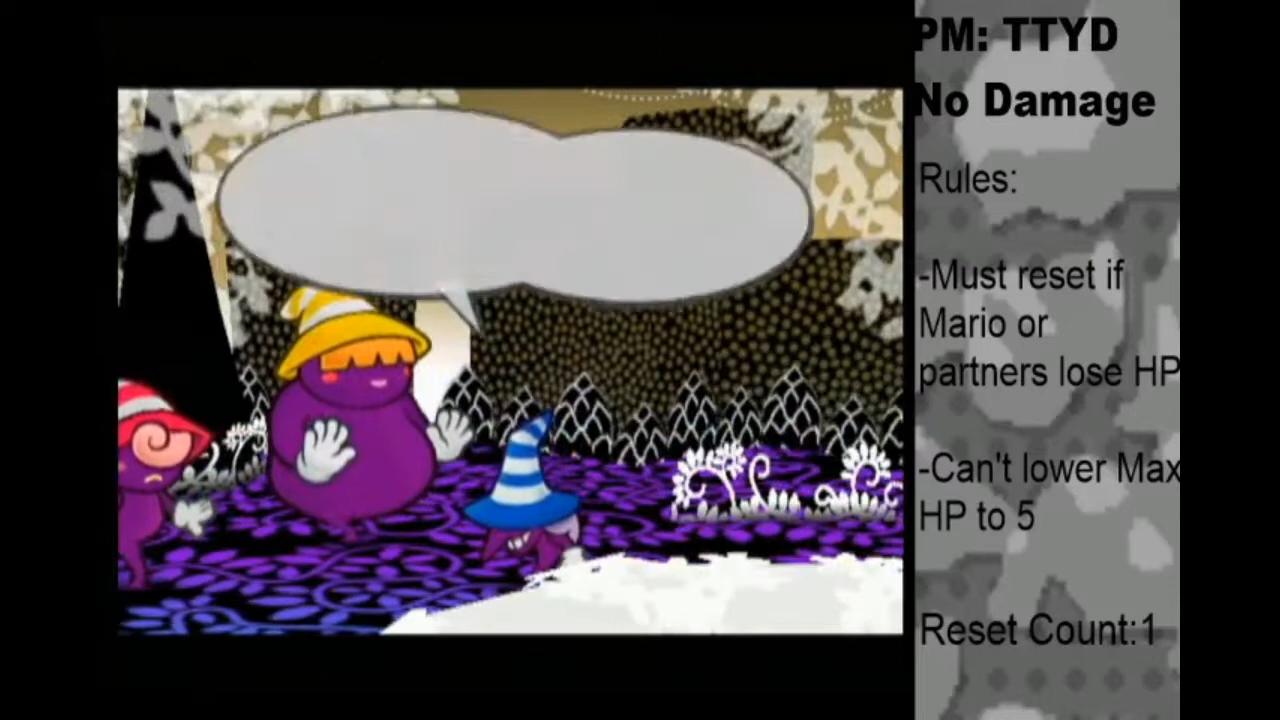 PM: TTYD
No Damage
Rules:
-Must reset if
Mario or
partners lose HP
-Can't lower Max
HP to 5
Reset Count:1